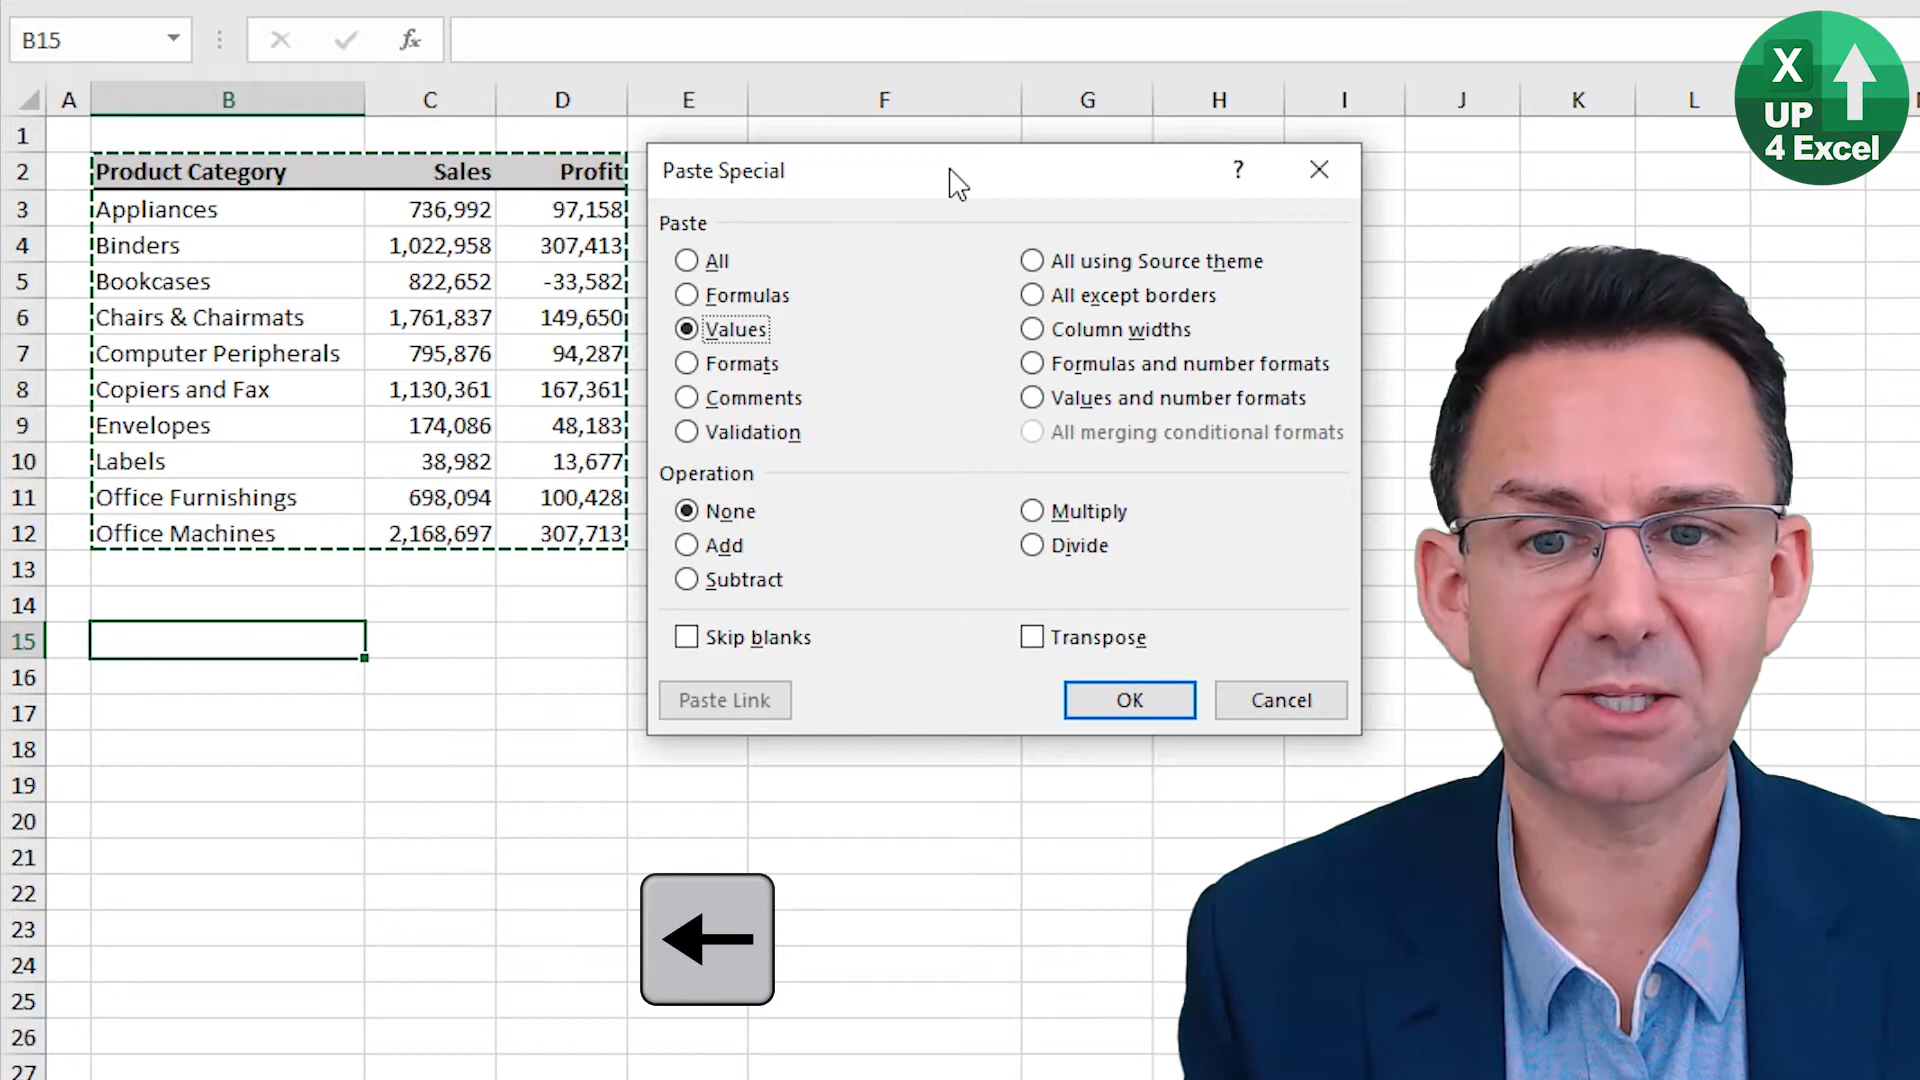 B15
fx
X
UP
4 Excel
A B C D E F G H I J K L
1
2 Product Category Sales Profit
3 Appliances 736,992 97,158
4 Binders 1,022,958 307,413
5 Bookcases 822,652 -33,582
6 Chairs & Chairmats 1,761,837 149,650
7 Computer Peripherals 795,876 94,287
8 Copiers and Fax 1,130,361 167,361
9 Envelopes 174,086 48,183
10 Labels 38,982 13,677
11 Office Furnishings 698,094 100,428
12 Office Machines 2,168,697 307,713
13
14
15
16
17
18
19
20
21
22
23
24
25
26
27
Paste Special ?
Paste
All All using Source theme
Formulas All except borders
Values Column widths
Formats Formulas and number formats
Comments Values and number formats
Validation All merging conditional formats
Operation
None Multiply
Add Divide
Subtract
Skip blanks Transpose
Paste Link OK Cancel